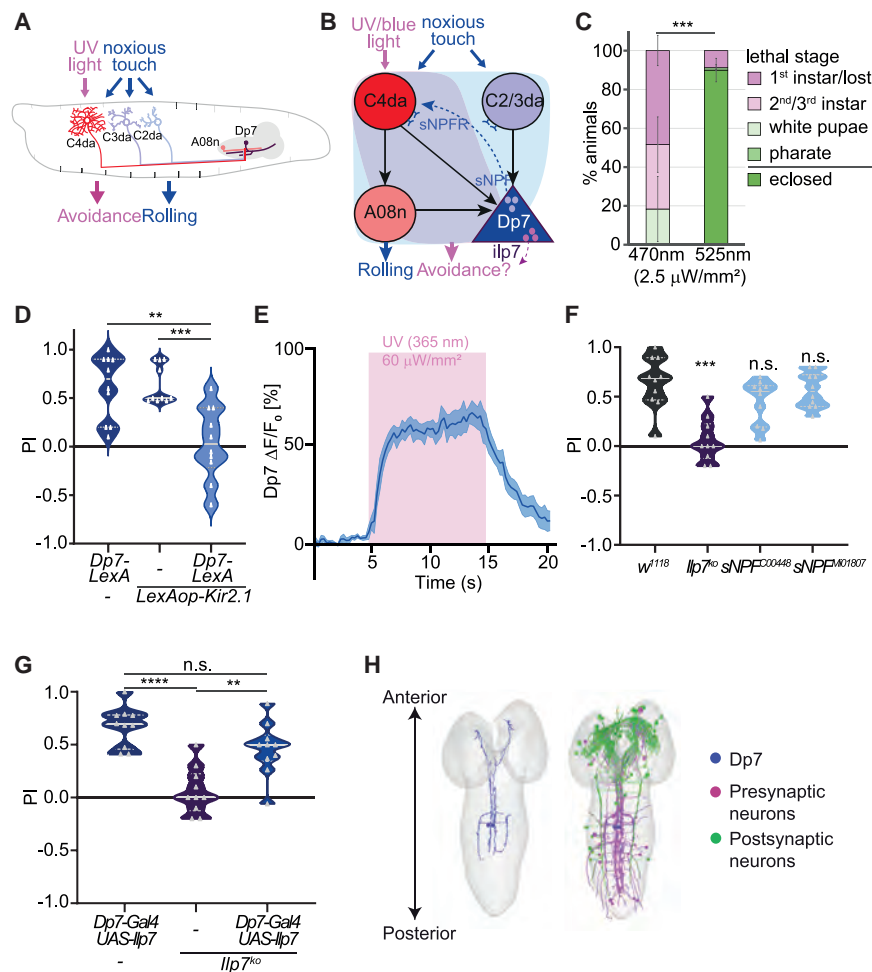 A
UV light
noxious touch
C4da
C3da
C2da
A08n
Dp7
Avoidance
Rolling
B
UV/blue light
noxious touch
C4da
C2/3da
sNPFR
sNPF
A08n
Dp7
ilp7
Rolling
Avoidance?
C
***
% animals
100
80
60
40
20
0
470nm
525nm
(2.5 µW/mm²)
lethal stage
1st instar/lost
2nd/3rd instar
white pupae
pharate
eclosed
D
**
***
PI
1.0
0.5
0.0
-0.5
-1.0
Dp7-LexA
-
Dp7-LexA
-
LexAop-Kir2.1
E
UV (365 nm)
60 µW/mm²
Dp7 ΔF/F0 [%]
100
50
0
5
10
15
20
Time (s)
F
***
n.s.
n.s.
PI
1.0
0.5
0.0
-0.5
-1.0
w1118
Ilp7ko
sNPFC00448
sNPFMI01807
G
n.s.
****
**
PI
1.0
0.5
0.0
-0.5
-1.0
Dp7-Gal4
UAS-Ilp7
-
Dp7-Gal4
UAS-Ilp7
-
Ilp7ko
H
Anterior
Posterior
Dp7
Presynaptic neurons
Postsynaptic neurons